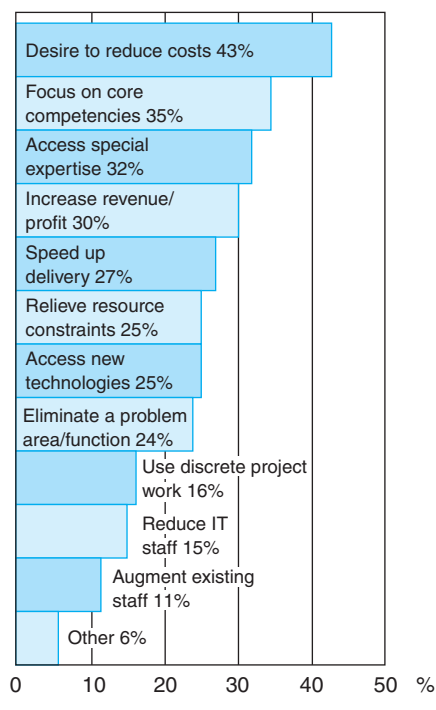 Desire to reduce costs 43%
Focus on core
competencies 35%
Access special
expertise 32%
Increase revenue/
profit 30%
Speed up
delivery 27%
Relieve resource
constraints 25%
Access new
technologies 25%
Eliminate a problem
area/function 24%
Use discrete project
work 16%
Reduce IT
staff 15%
Augment existing
staff 11%
Other 6%
0 10 20 30 40 50 %